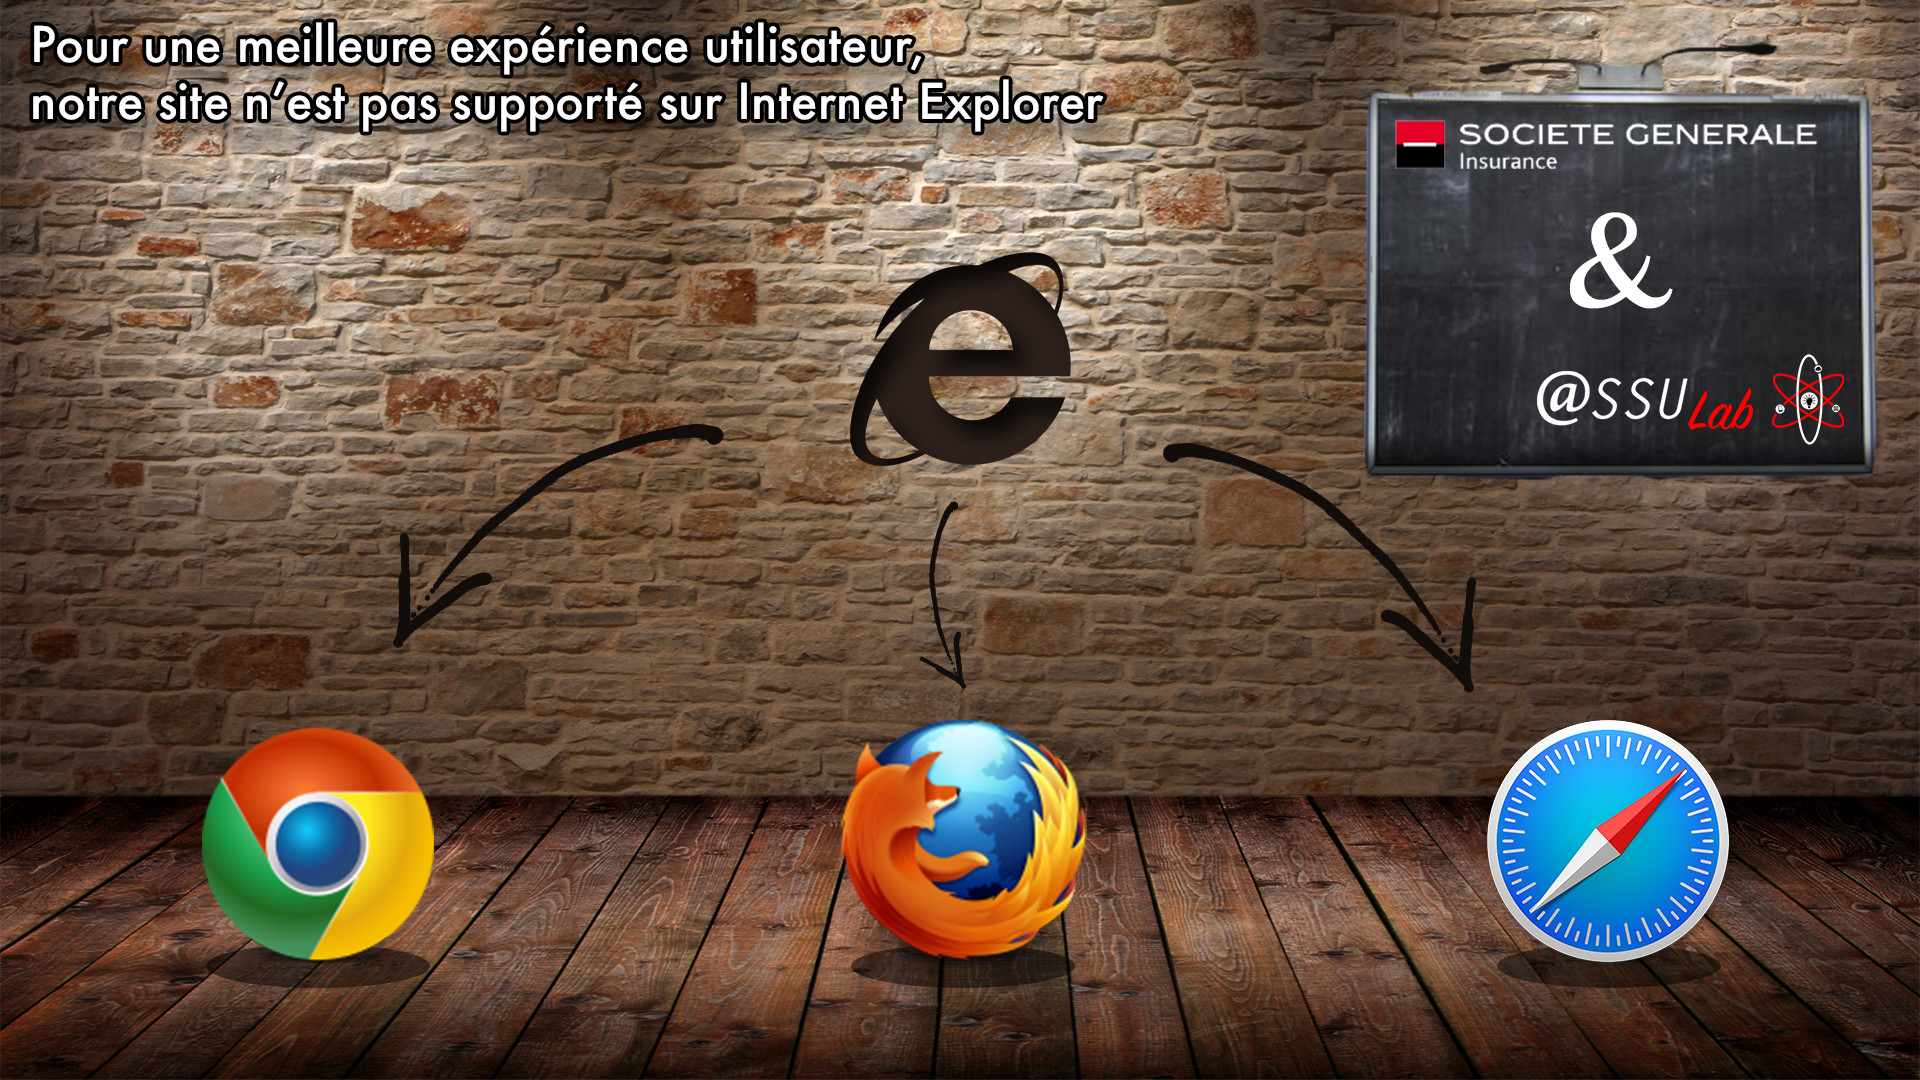 Pour une meilleure expérience utilisateur,
notre site n’est pas supporté sur Internet Explorer
SOCIETE GENERALE
Insurance
&
@SSU Lab